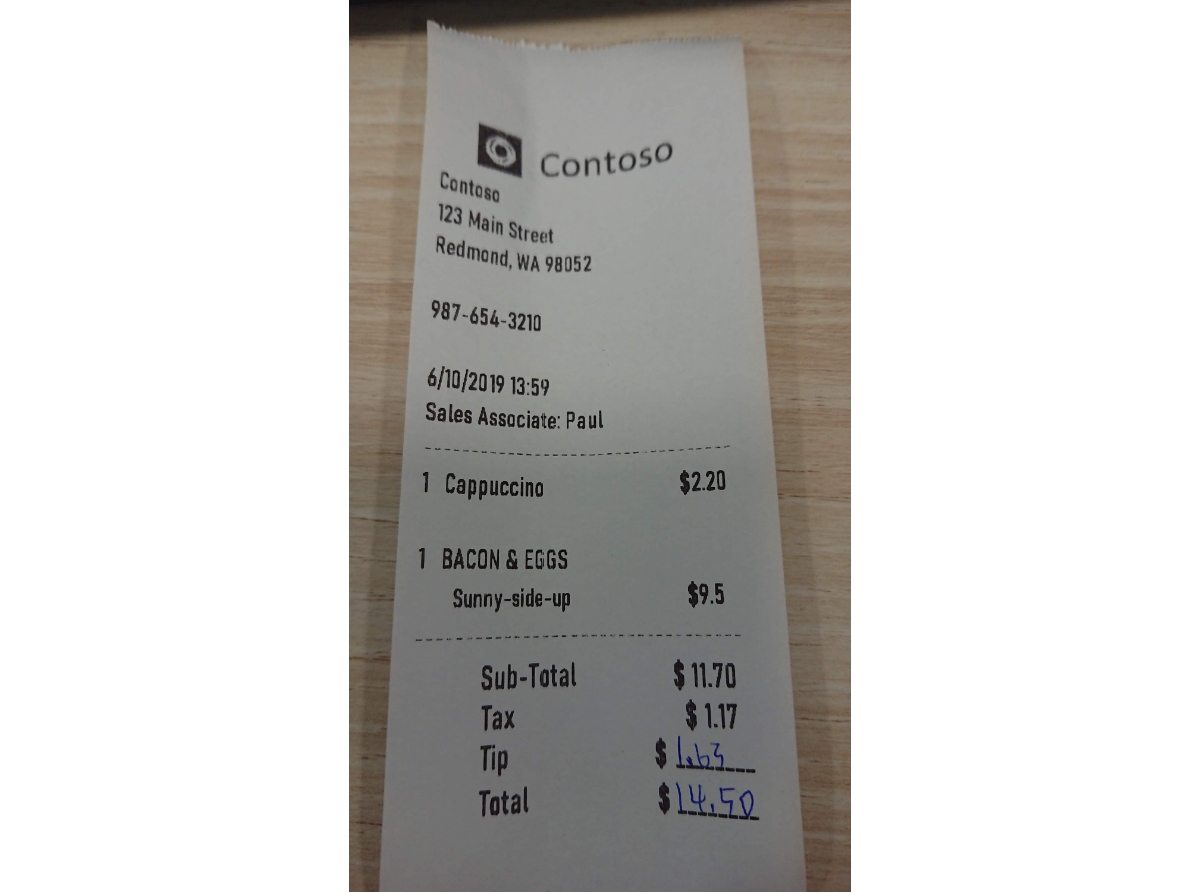 Contoso
Contoso
123 Main Street
Redmond, WA 98052
987-654-3210
6/10/2019 13:59
Sales Associate: Paul
1 Cappuccino $2.20
1 BACON & EGGS
Sunny-side-up $9.5
Sub-Total $ 11.70
Tax $ 1.17
Tip $ 1.63
Total $ 14.50